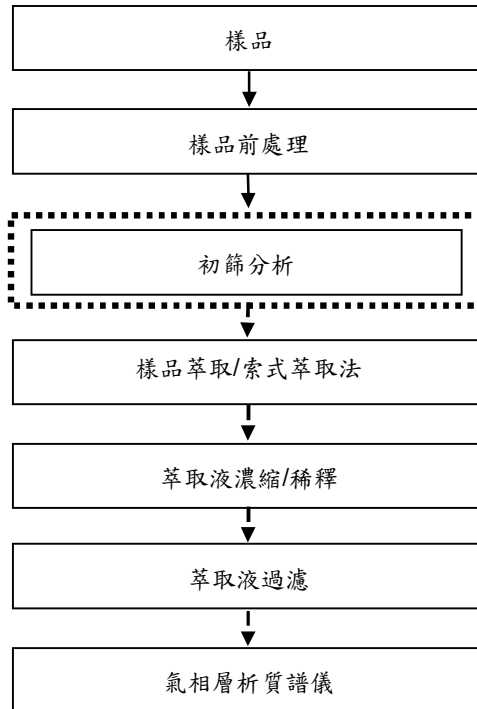 樣品
樣品前處理
初篩分析
樣品萃取/索式萃取法
萃取液濃縮/稀釋
萃取液過濾
氣相層析質譜儀